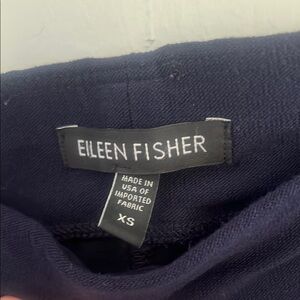 EILEEN FISHER
MADE IN
USA OF
IMPORTED
FABRIC
XS